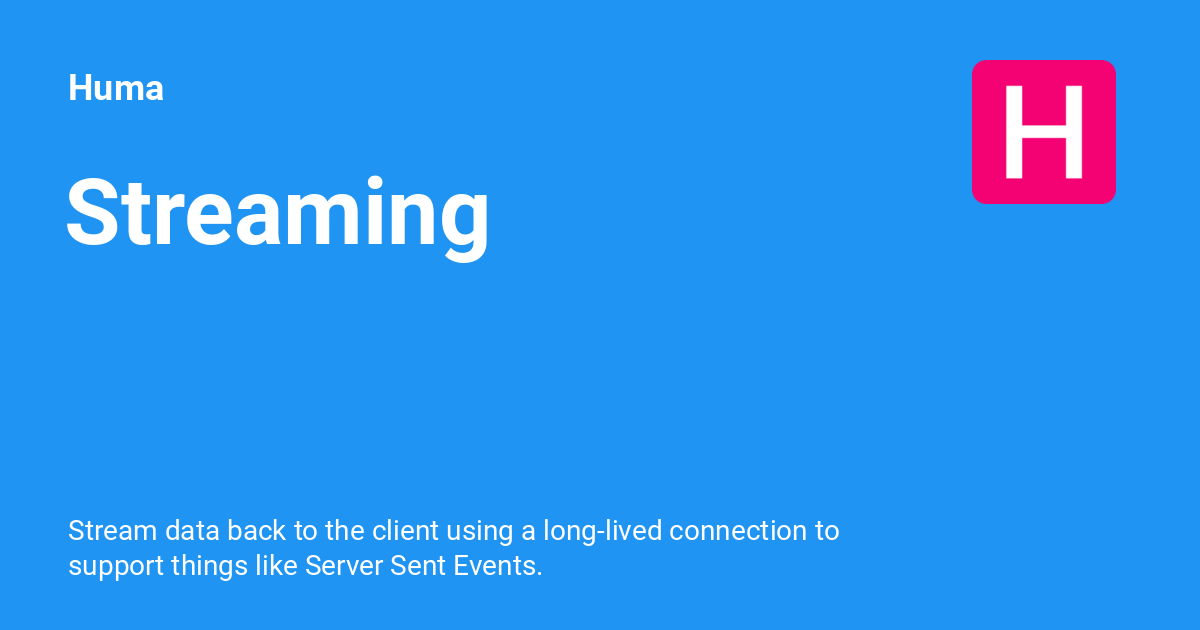 Huma
H
Streaming
Stream data back to the client using a long-lived connection to
support things like Server Sent Events.